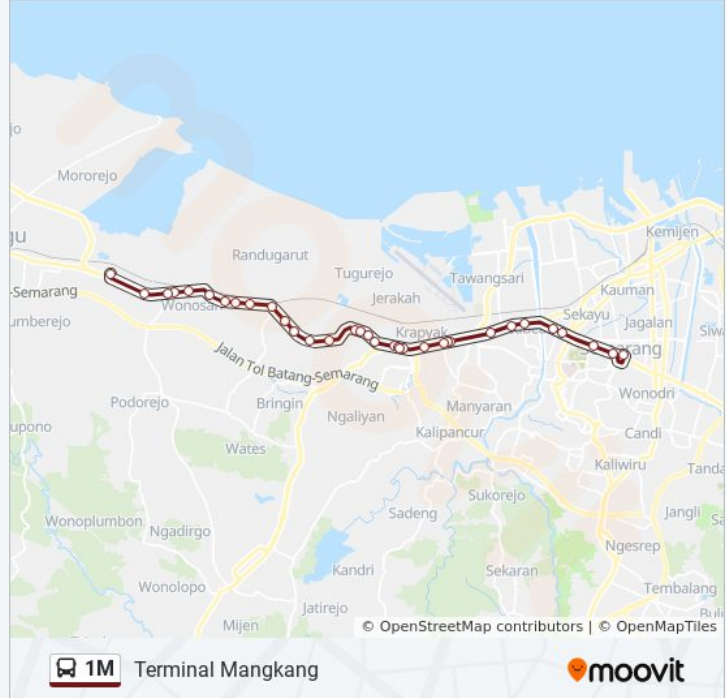 jo
Mororejo
Kemijen
gu
Randugarut
Tugurejo
Tawangsari
Kauman
-Semarang
Wonosari
Jerakah
Sekayu
Jagalan
umberejo
Krapyak
Siwa
Semarang
Jalan Tol Batang-Semarang
Podorejo
Bringin
Manyaran
Wonodri
upono
Ngaliyan
Kalipancur
Candi
Wates
Kaliwiru
Tanda
Sukorejo
Wonoplumbon
Ngadirgo
Sadeng
Jangli
Ngesrep
Wonolopo
Kandri
Sekaran
Tembalang
Jatirejo
Mijen
© OpenStreetMap contributors | © OpenMapTiles
1M Terminal Mangkang
moovit